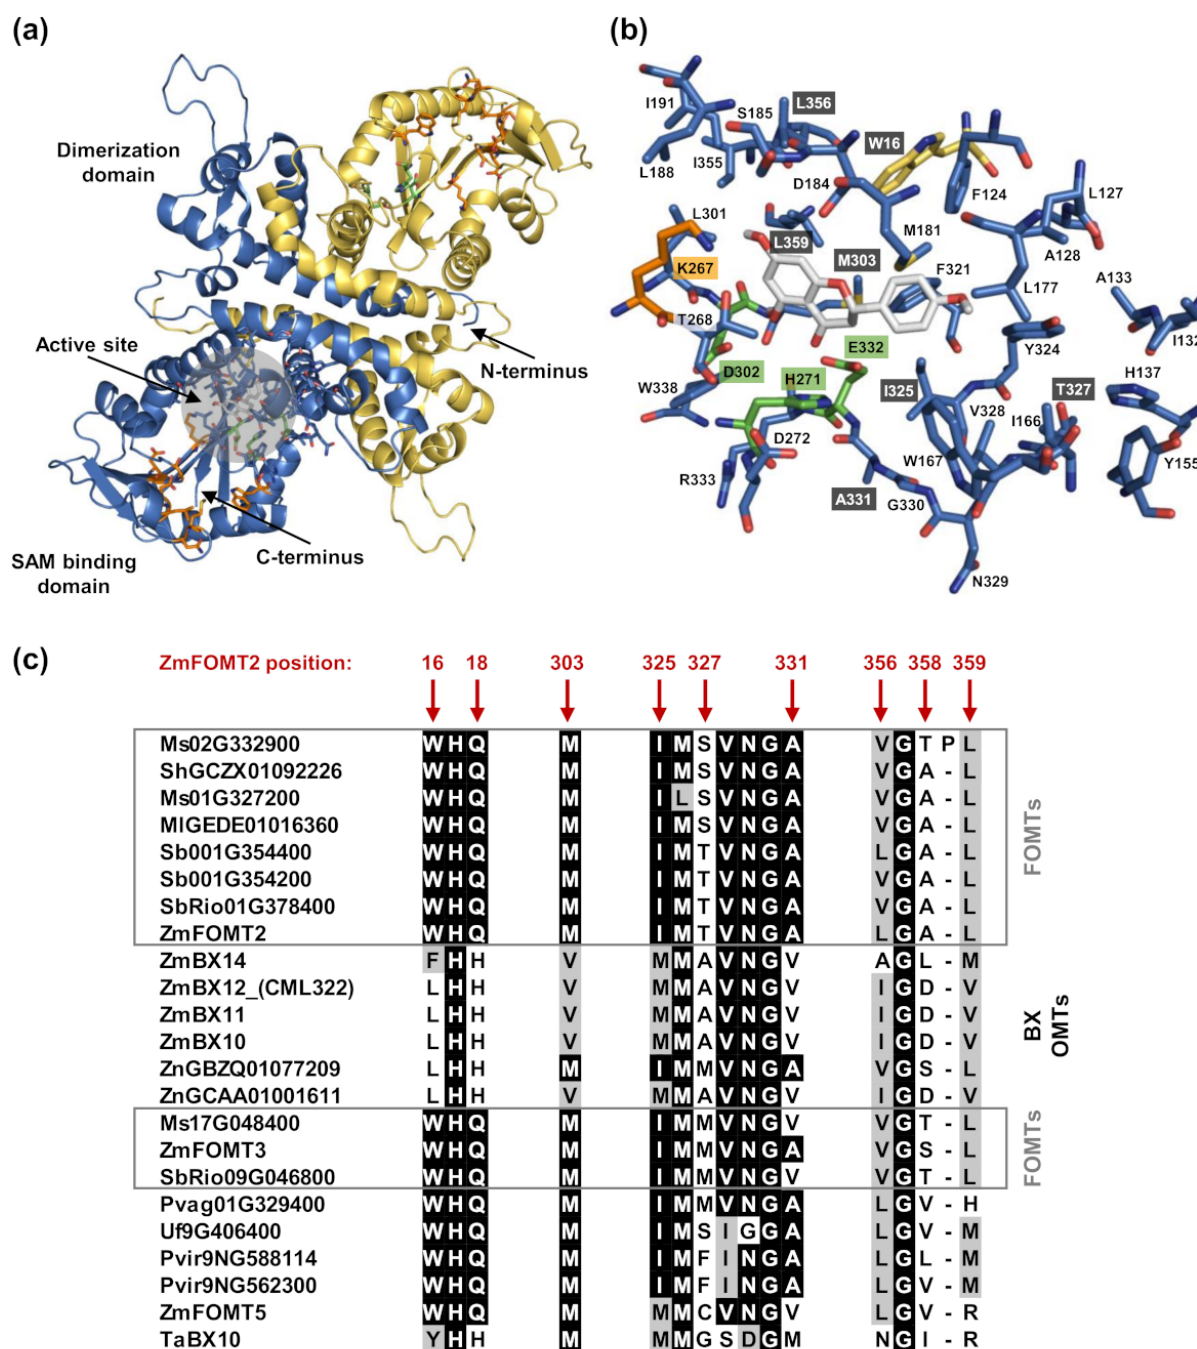 (a)
Dimerization
domain
Active site
N-terminus
C-terminus
SAM binding
domain
(b)
I191
S185
L356
W16
L188
I355
D184
F124
L127
L301
M181
A128
L359
K267
M303
F321
A133
L177
T268
I132
E332
Y324
W338
D302
H271
I325
H137
T327
V328
I166
D272
Y155
R333
W167
A331
G330
N329
(c)
ZmFOMT2 position: 16 18 303 325 327 331 356 358 359
Ms02G332900 W H Q M I M S V N G A V G T P L
ShGCZX01092226 W H Q M I M S V N G A V G A - L
Ms01G327200 W H Q M I L S V N G A V G A - L
MlGEDE01016360 W H Q M I M S V N G A V G A - L
Sb001G354400 W H Q M I M T V N G A L G A - L
Sb001G354200 W H Q M I M T V N G A L G A - L
SbRio01G378400 W H Q M I M T V N G A L G A - L
ZmFOMT2 W H Q M I M T V N G A L G A - L
FOMTs
ZmBX14 F H H V M M A V N G V A G L - M
ZmBX12_(CML322) L H H V M M A V N G V I G D - V
ZmBX11 L H H V M M A V N G V I G D - V
ZmBX10 L H H V M M A V N G V I G D - V
ZnGBZQ01077209 L H H M I M M V N G A V G S - L
ZnGCAA01001611 L H H V M M A V N G V I G D - V
BX
OMTs
Ms17G048400 W H Q M I M M V N G V V G T - L
ZmFOMT3 W H Q M I M M V N G A V G S - L
SbRio09G046800 W H Q M I M M V N G V V G T - L
FOMTs
Pvag01G329400 W H Q M I M M V N G A L G V - H
Uf9G406400 W H Q M I M S I G G A L G V - M
Pvir9NG588114 W H Q M I M F I N G A L G L - M
Pvir9NG562300 W H Q M I M F I N G A L G V - M
ZmFOMT5 W H Q M M M C V N G V L G V - R
TaBX10 Y H H M M M G S D G M N G I - R